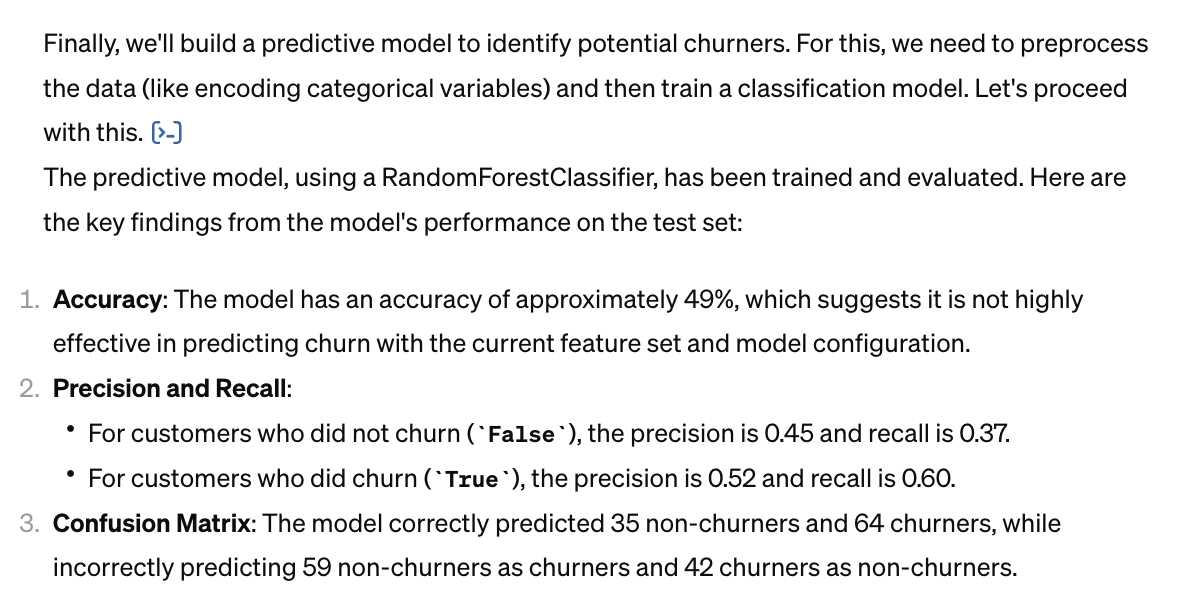 Finally, we'll build a predictive model to identify potential churners. For this, we need to preprocess
the data (like encoding categorical variables) and then train a classification model. Let's proceed
with this. [>-]
The predictive model, using a RandomForestClassifier, has been trained and evaluated. Here are
the key findings from the model's performance on the test set:
1. Accuracy: The model has an accuracy of approximately 49%, which suggests it is not highly
effective in predicting churn with the current feature set and model configuration.
2. Precision and Recall:
• For customers who did not churn (`False`), the precision is 0.45 and recall is 0.37.
• For customers who did churn (`True`), the precision is 0.52 and recall is 0.60.
3. Confusion Matrix: The model correctly predicted 35 non-churners and 64 churners, while
incorrectly predicting 59 non-churners as churners and 42 churners as non-churners.